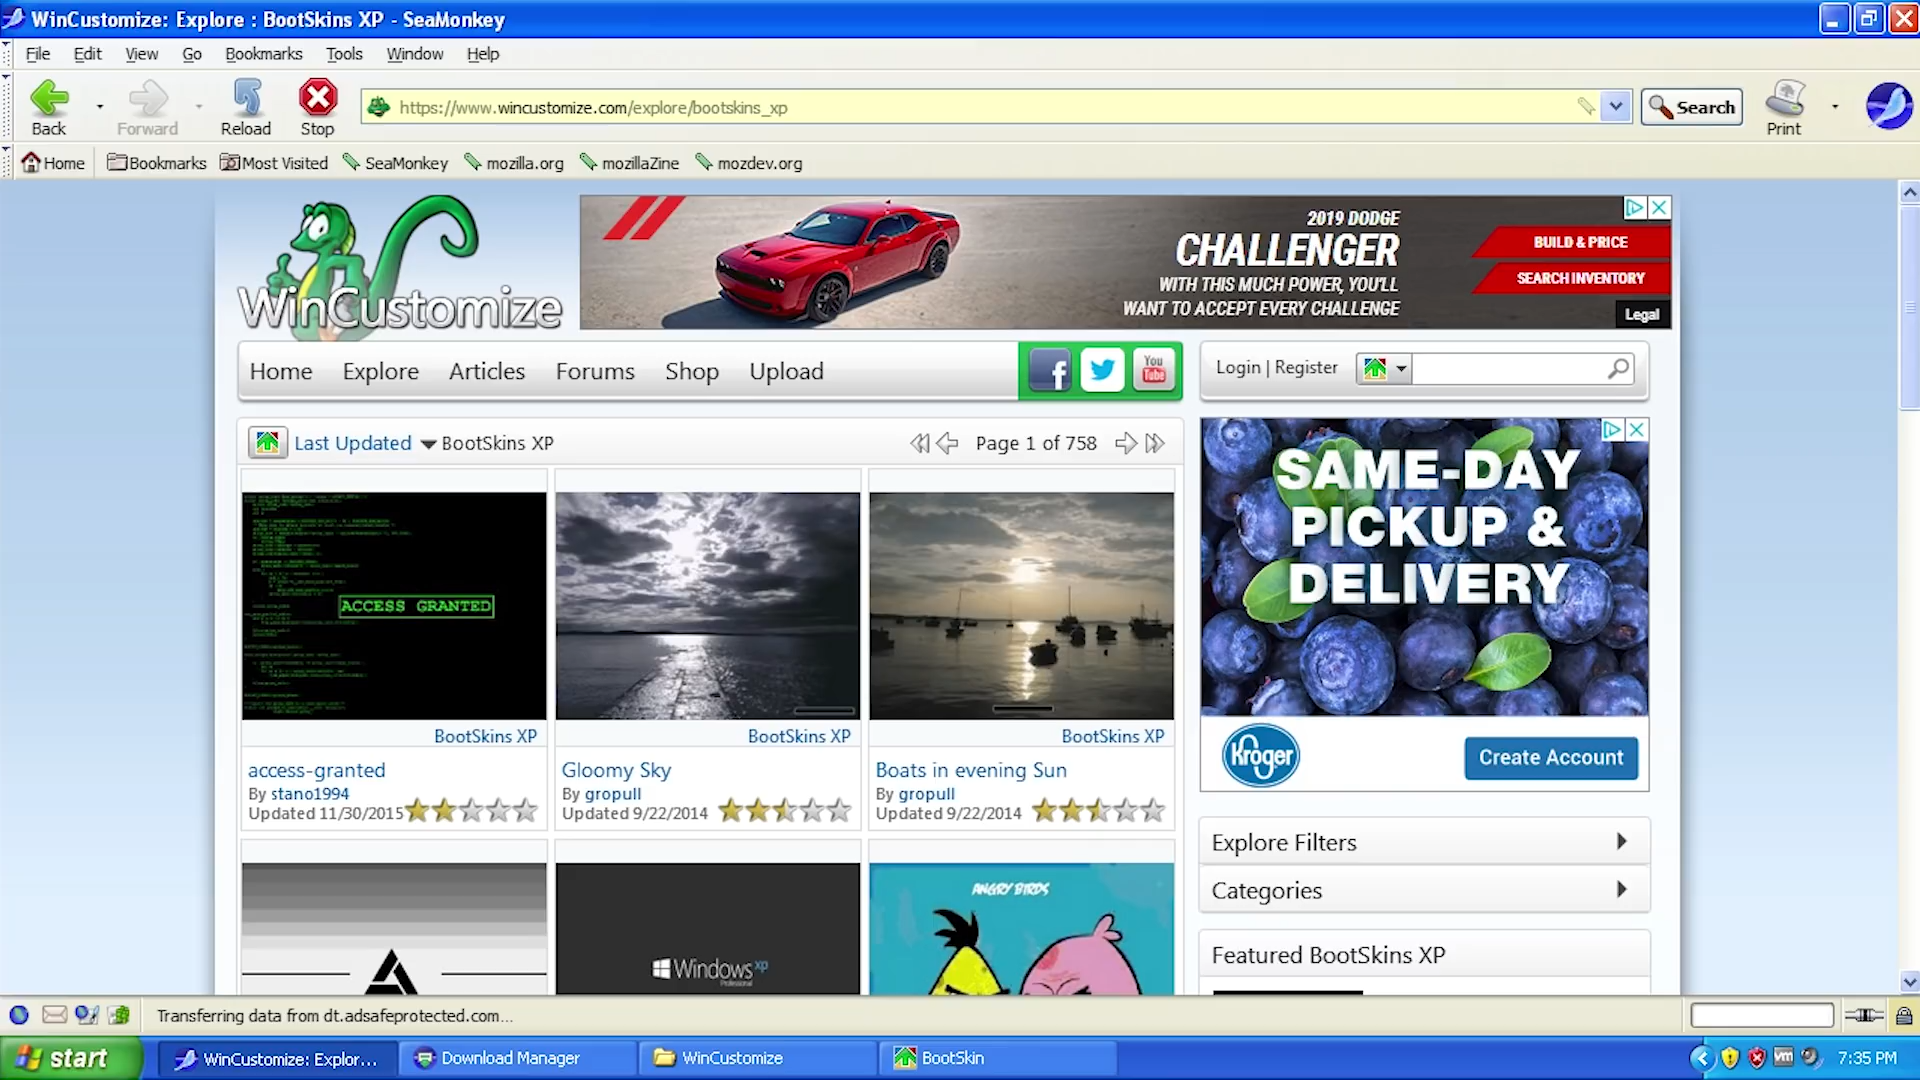 WinCustomize: Explore : BootSkins XP - SeaMonkey
File Edit View Go Bookmarks Tools Window Help
Back Forward Reload Stop
https://www.wincustomize.com/explore/bootskins_xp
Search
Print
Home Bookmarks Most Visited SeaMonkey mozilla.org mozillaZine mozdev.org
WinCustomize
2019 DODGE
CHALLENGER
WITH THIS MUCH POWER, YOU'LL
WANT TO ACCEPT EVERY CHALLENGE
BUILD & PRICE
SEARCH INVENTORY
Legal
Home Explore Articles Forums Shop Upload
f
You
Tube
Login | Register
Last Updated BootSkins XP
Page 1 of 758
ACCESS GRANTED
BootSkins XP
access-granted
By stano1994
Updated 11/30/2015
BootSkins XP
Gloomy Sky
By gropull
Updated 9/22/2014
BootSkins XP
Boats in evening Sun
By gropull
Updated 9/22/2014
Windows xp
Professional
ANGRY BIRDS
SAME-DAY
PICKUP &
DELIVERY
Kroger
Create Account
Explore Filters
Categories
Featured BootSkins XP
Transferring data from dt.adsafeprotected.com...
start
WinCustomize: Explor...
Download Manager
WinCustomize
BootSkin
vm
7:35 PM